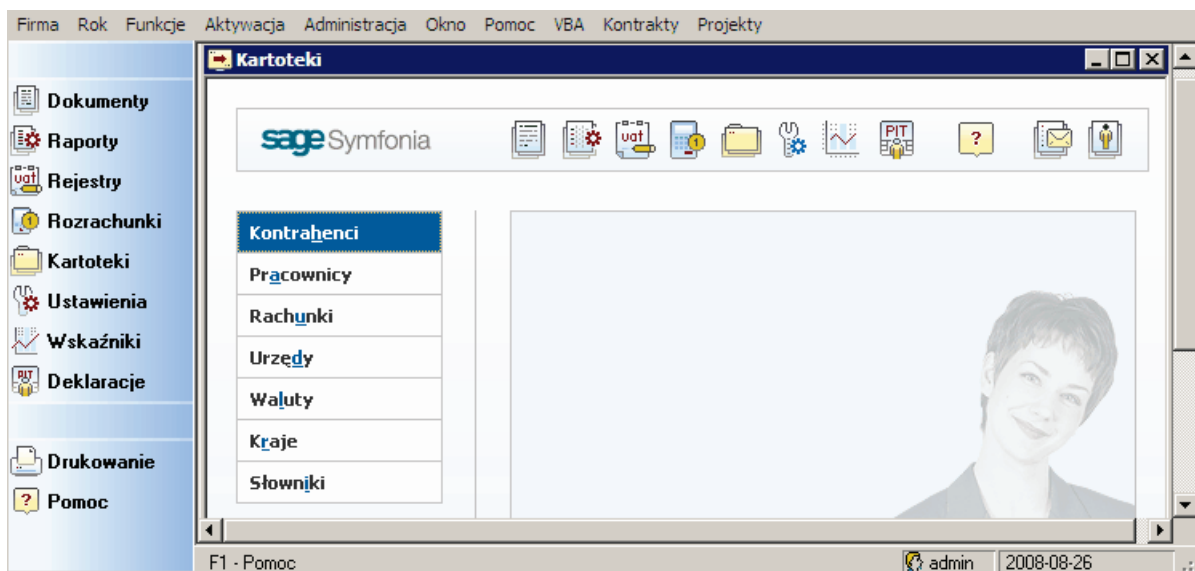 Firma Rok Funkcje Aktywacja Administracja Okno Pomoc VBA Kontrakty Projekty
Kartoteki
Dokumenty
Raporty
Rejestry
Rozrachunki
Kartoteki
Ustawienia
Wskaźniki
Deklaracje
Drukowanie
Pomoc
sage Symfonia
vat
1
PIT
?
Kontrahenci
Pracownicy
Rachunki
Urzędy
Waluty
Kraje
Słowniki
F1 - Pomoc
admin
2008-08-26